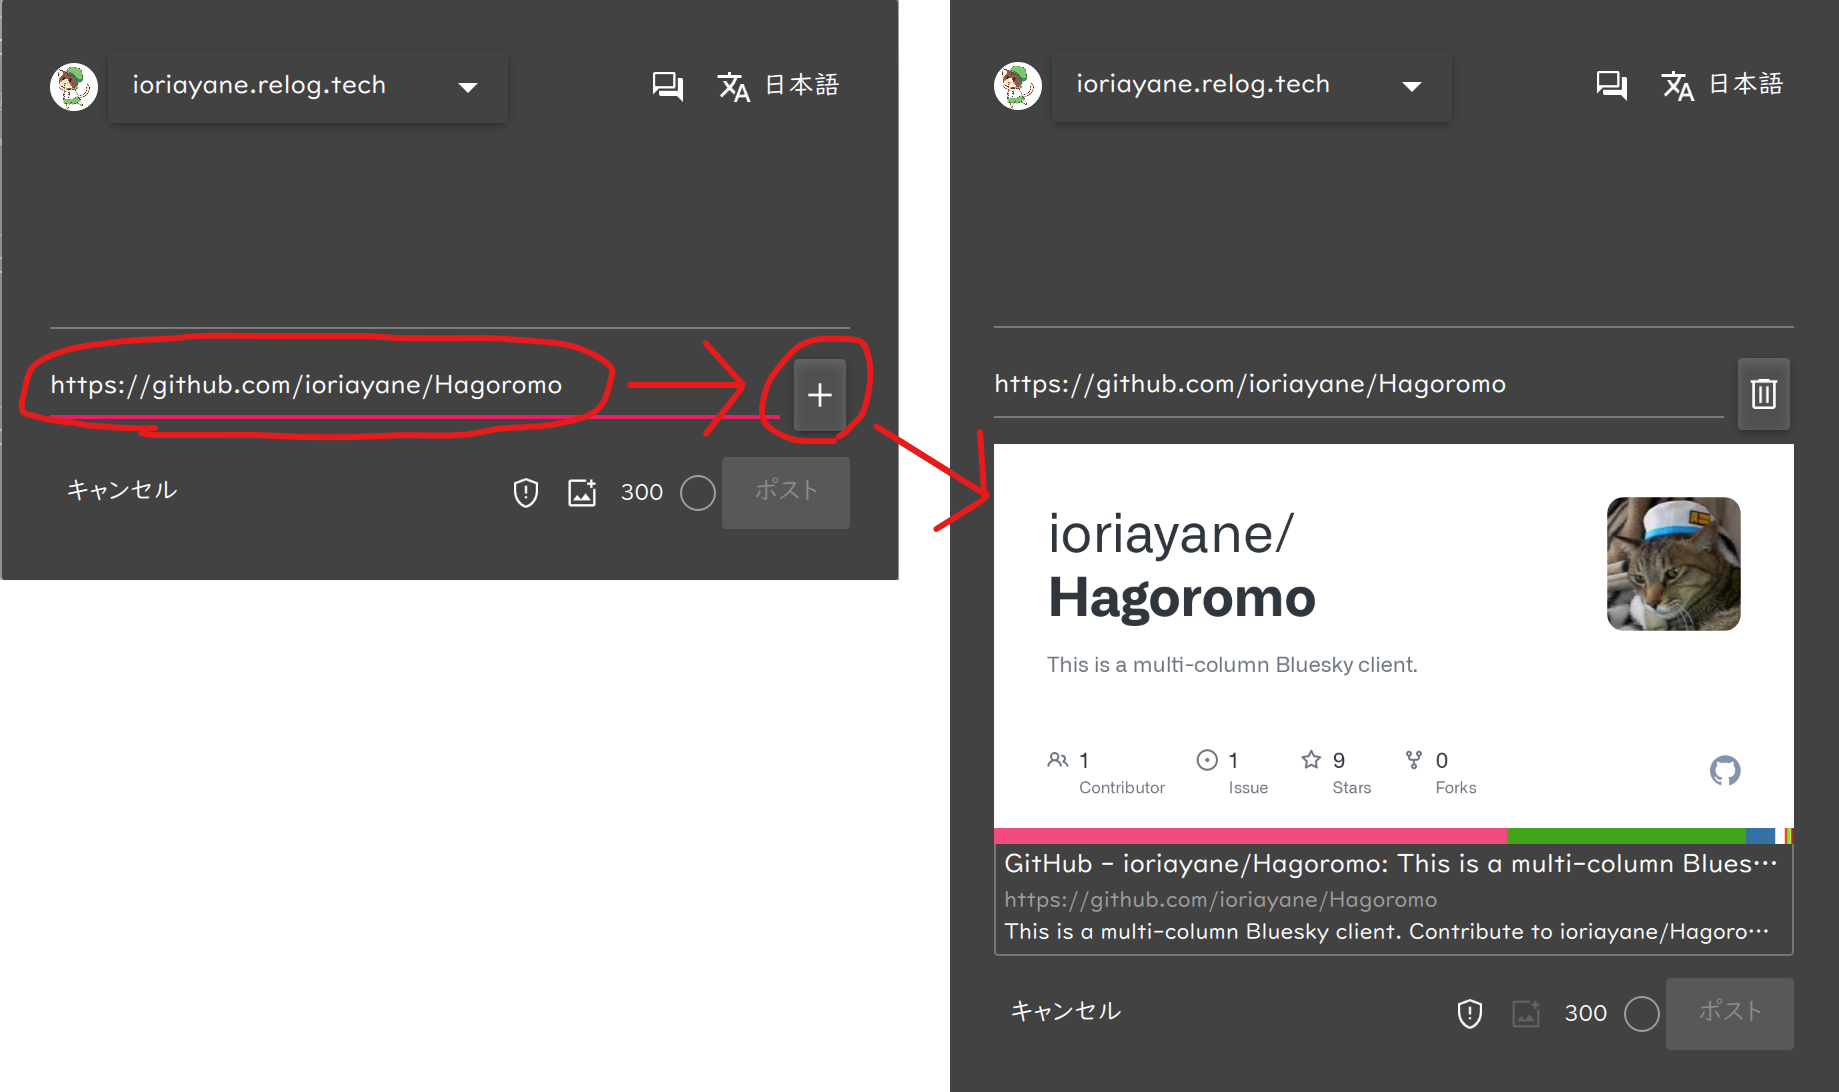 ioriayane.relog.tech
日本語
https://github.com/ioriayane/Hagoromo
キャンセル
300
ポスト
ioriayane.relog.tech
日本語
https://github.com/ioriayane/Hagoromo
ioriayane/
Hagoromo
This is a multi-column Bluesky client.
1
Contributor
1
Issue
9
Stars
0
Forks
GitHub - ioriayane/Hagoromo: This is a multi-column Blues…
https://github.com/ioriayane/Hagoromo
This is a multi-column Bluesky client. Contribute to ioriayane/Hagoro…
キャンセル
300
ポスト